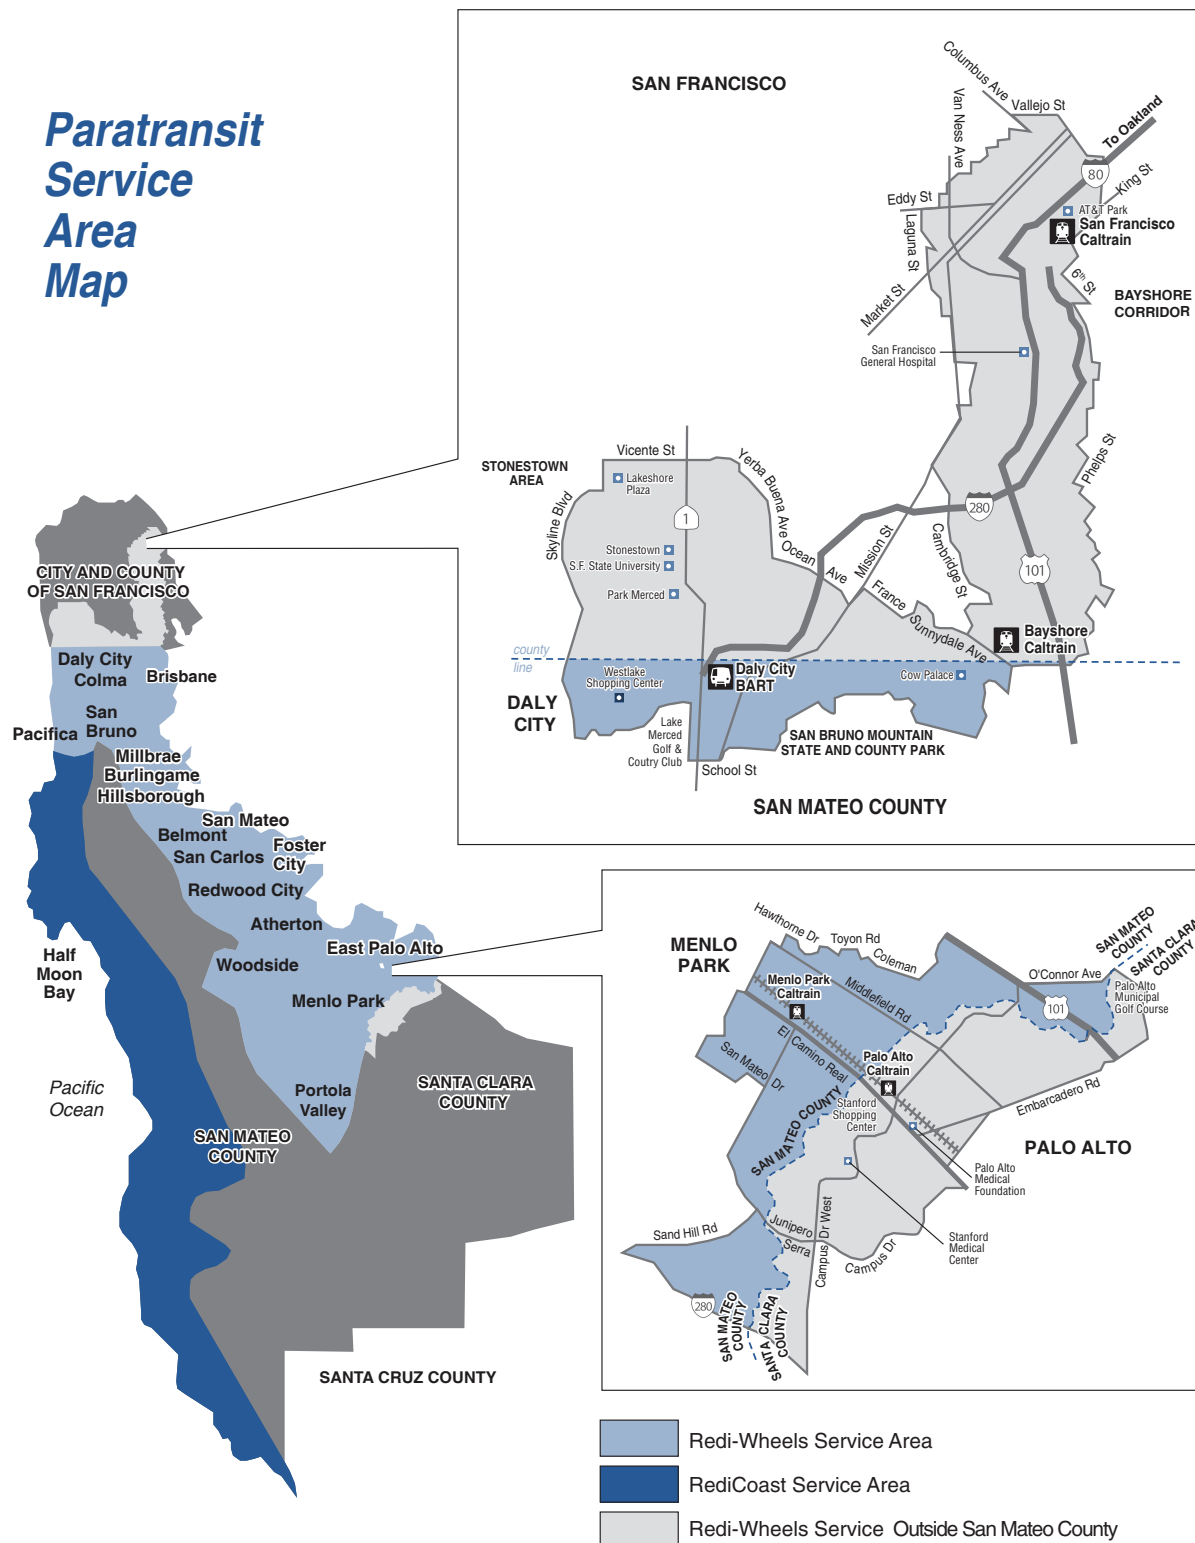 Paratransit
Service
Area
Map
SAN FRANCISCO
Columbus Ave
Van Ness Ave
Vallejo St
To Oakland
80
King St
Eddy St
AT&T Park
San Francisco
Caltrain
Laguna St
Market St
6th St
BAYSHORE
CORRIDOR
San Francisco
General Hospital
Phelps St
Vicente St
STONESTOWN
AREA
Lakeshore
Plaza
Yerba Buena Ave
Skyline Blvd
1
280
Stonestown
S.F. State University
Ocean Ave
Mission St
Cambridge St
101
Park Merced
France
Sunnydale Ave
Bayshore
Caltrain
county
line
Westlake
Shopping Center
Daly City
BART
Cow Palace
DALY
CITY
Lake
Merced
Golf &
Coutry Club
SAN BRUNO MOUNTAIN
STATE AND COUNTY PARK
School St
SAN MATEO COUNTY
CITY AND COUNTY
OF SAN FRANCISCO
Daly City
Colma
Brisbane
San
Bruno
Pacifica
Millbrae
Burlingame
Hillsborough
San Mateo
Belmont
Foster
City
San Carlos
Redwood City
Atherton
East Palo Alto
Half
Moon
Bay
Woodside
Menlo Park
Pacific
Ocean
Portola
Valley
SANTA CLARA
COUNTY
SAN MATEO
COUNTY
SANTA CRUZ COUNTY
Hawthorne Dr
Toyon Rd
Coleman
MENLO
PARK
SAN MATEO
COUNTY
SANTA CLARA
COUNTY
O'Connor Ave
Menlo Park
Caltrain
Middlefield Rd
101
Palo Alto
Municipal
Golf Course
El Camino Real
San Mateo Dr
Palo Alto
Caltrain
Embarcadero Rd
Stanford
Shopping
Center
SAN MATEO COUNTY
PALO ALTO
Palo Alto
Medical
Foundation
Sand Hill Rd
Junipero
Serra
Campus Dr West
Campus Dr
Stanford
Medical
Center
280
SAN MATEO
COUNTY
SANTA CLARA
COUNTY
Redi-Wheels Service Area
RediCoast Service Area
Redi-Wheels Service Outside San Mateo County